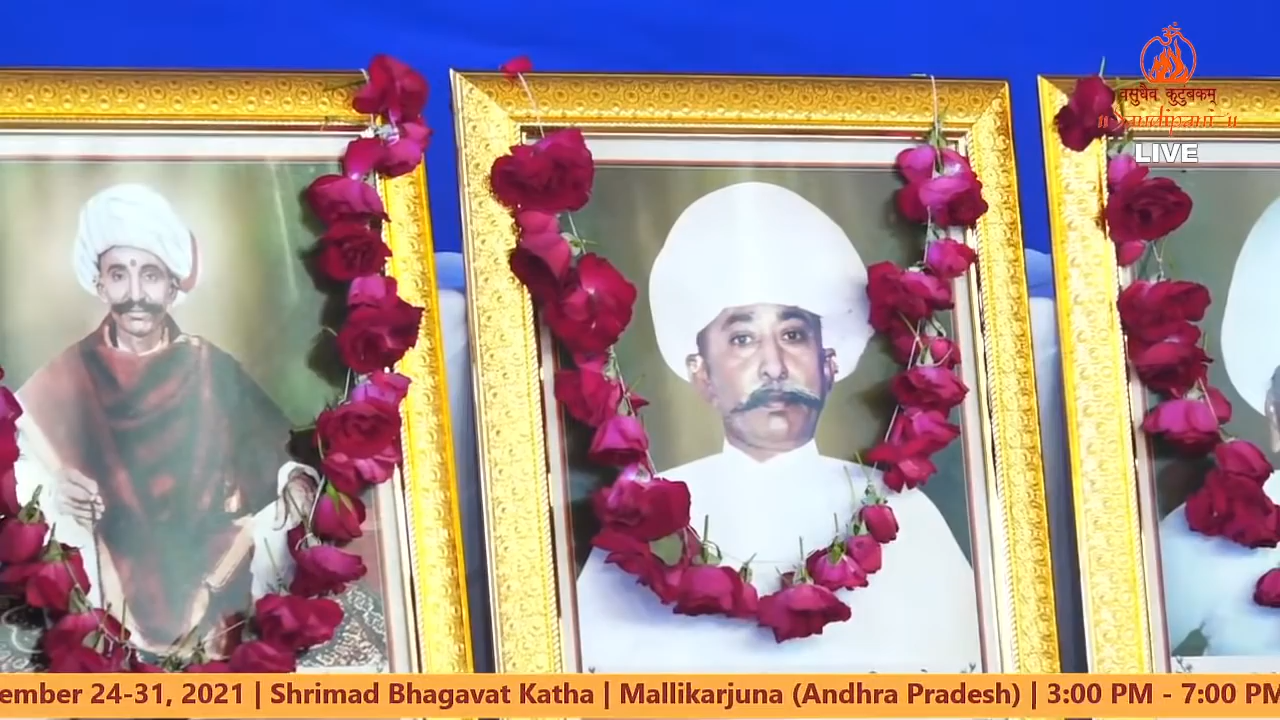 वसुधैव कुटुंबकम्
॥ Sandipani ॥
LIVE
ember 24-31, 2021 | Shrimad Bhagavat Katha | Mallikarjuna (Andhra Pradesh) | 3:00 PM - 7:00 PM